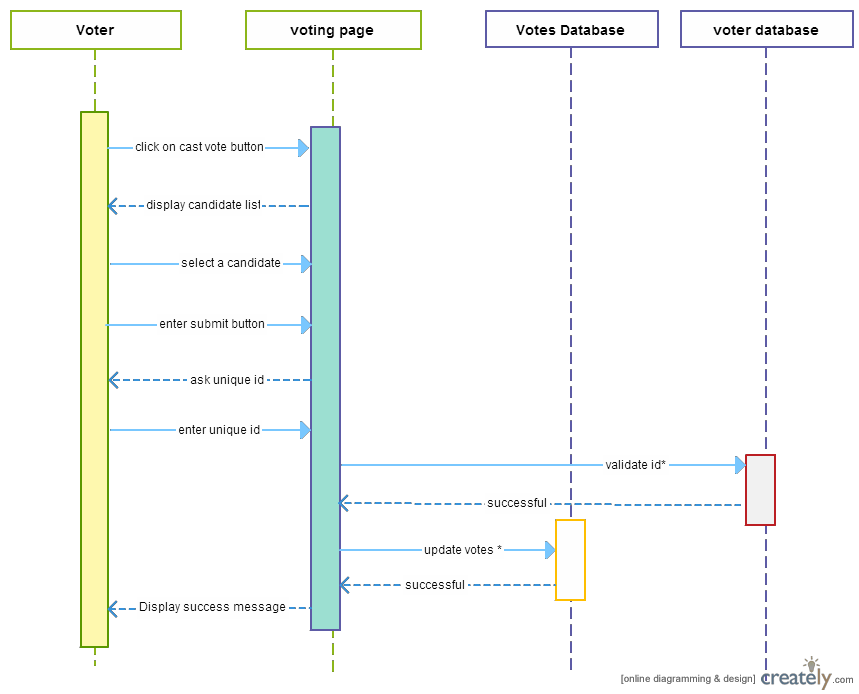 Voter
voting page
Votes Database
voter database
click on cast vote button
display candidate list
select a candidate
enter submit button
ask unique id
enter unique id
validate id*
successful
update votes *
successful
Display success message
[online diagramming & design] creately.com